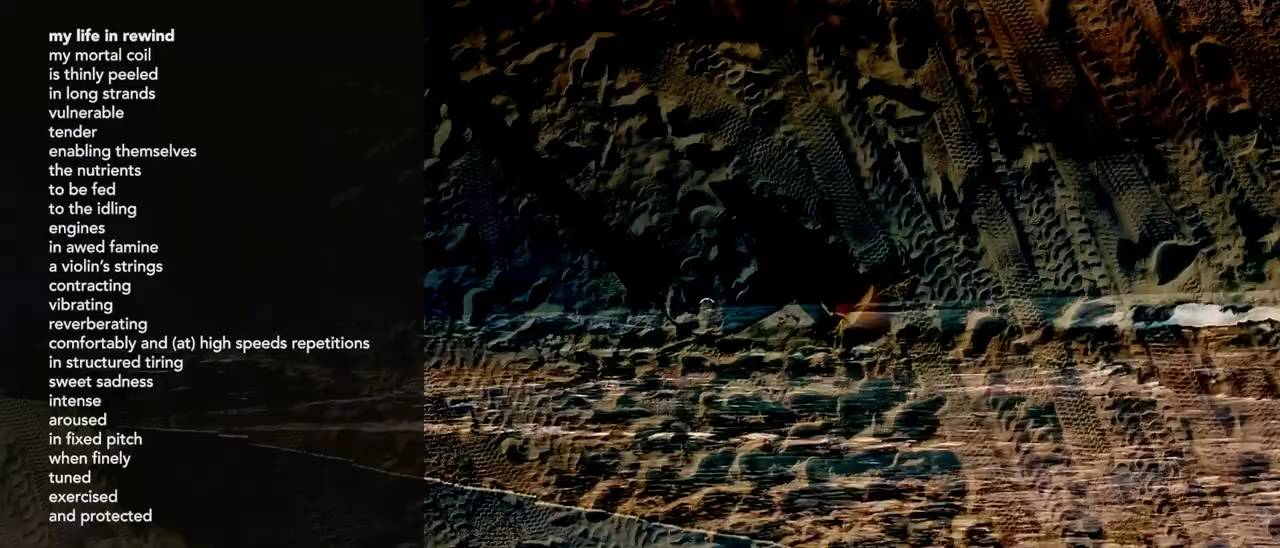 my life in rewind
my mortal coil
is thinly peeled
in long strands
vulnerable
tender
enabling themselves
the nutrients
to be fed
to the idling
engines
in awed famine
a violin’s strings
contracting
vibrating
reverberating
comfortably and (at) high speeds repetitions
in structured tiring
sweet sadness
intense
aroused
in fixed pitch
when finely
tuned
exercised
and protected